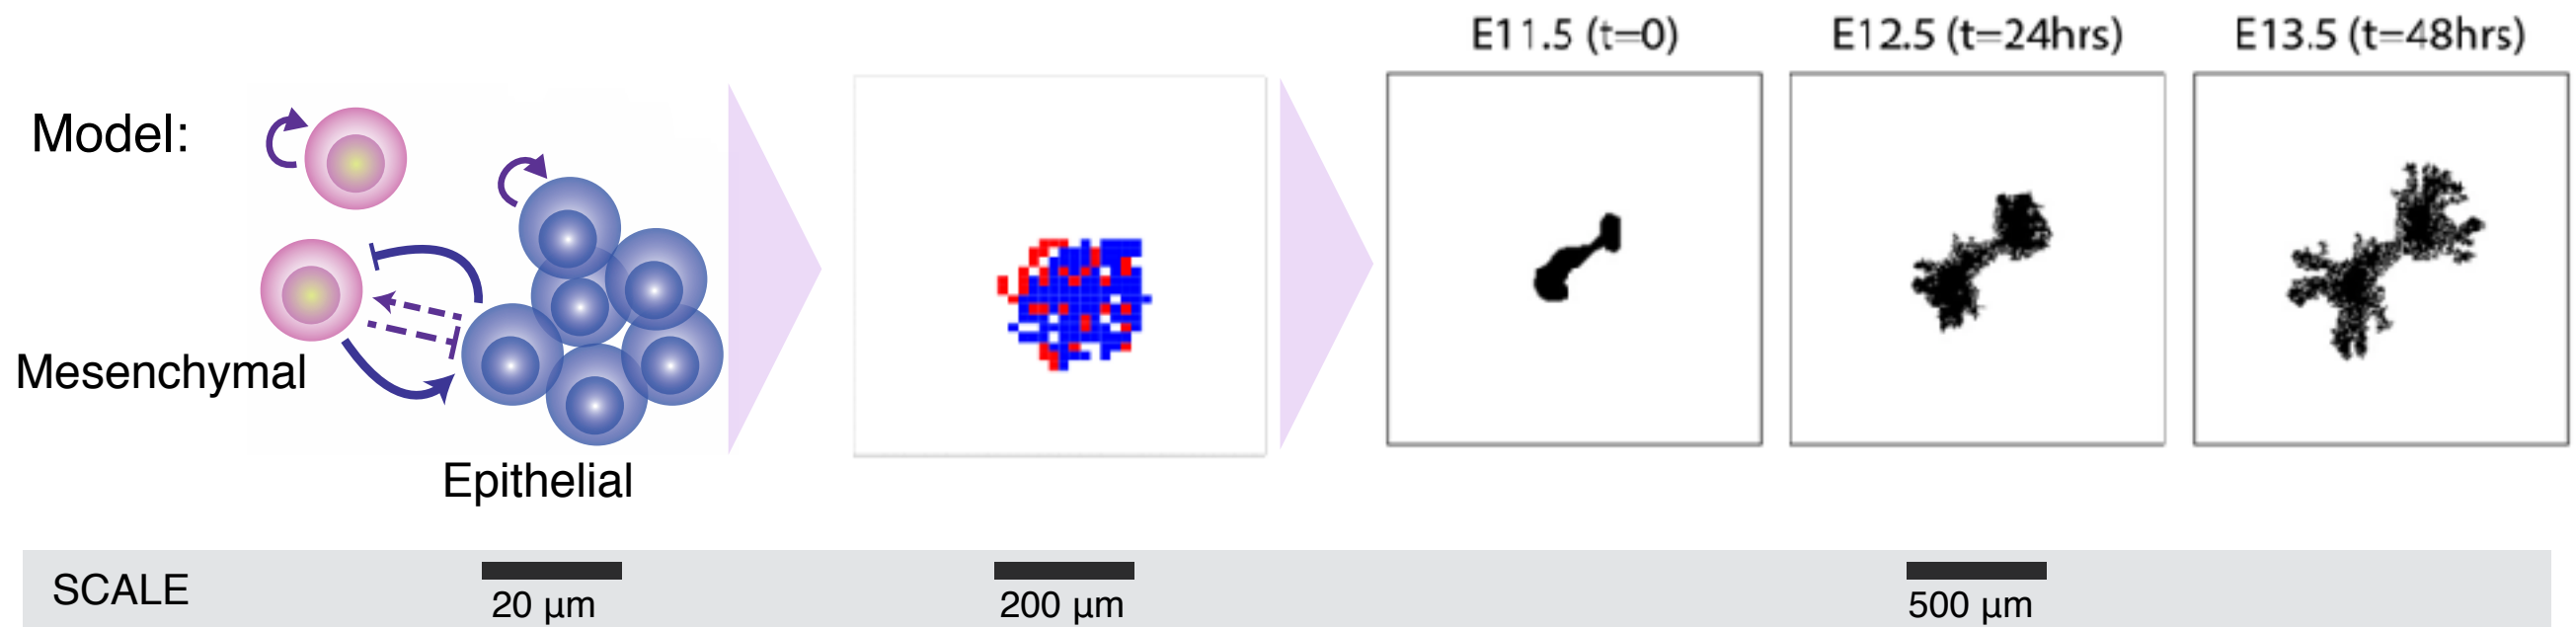 E11.5 (t=0)
E12.5 (t=24hrs)
E13.5 (t=48hrs)
Model:
Mesenchymal
Epithelial
SCALE
20 µm
200 µm
500 µm